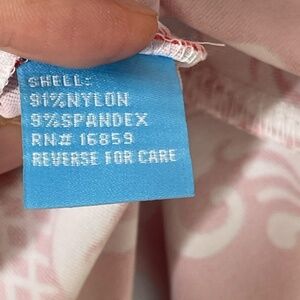 SHELL:
91%NYLON
9%SPANDEX
RN# 16859
REVERSE FOR CARE